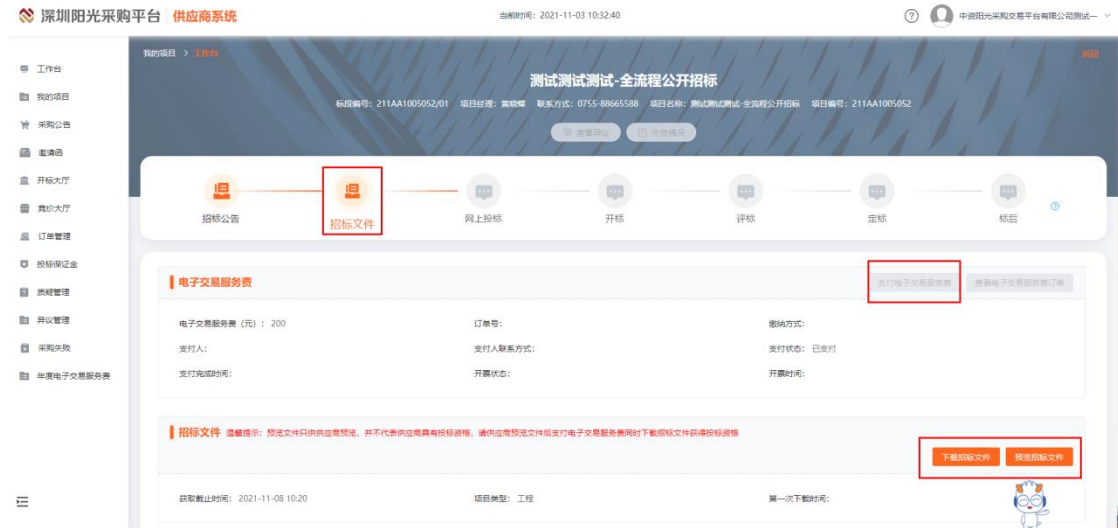 深圳阳光采购平台 供应商系统
当前时间：2021-11-03 10:32:40
中资阳光采购交易平台有限公司测试一
工作台
我的项目
采购公告
邀请函
开标大厅
竞价大厅
订单管理
投标保证金
质疑管理
异议管理
采购失败
年度电子交易服务费
我的项目 > 工作台
返回
测试测试测试-全流程公开招标
标段编号：211AA1005052/01 项目经理：黄晓蝶 联系方式：0755-88665588 项目名称：测试测试测试-全流程公开招标 项目编号：211AA1005052
查看异议
招标公告
招标文件
网上投标
开标
评标
定标
标后
电子交易服务费
支付电子交易服务费
查看电子交易服务费订单
电子交易服务费（元）：200 订单号： 缴纳方式：
支付人： 支付人联系方式： 支付状态：已支付
支付完成时间： 开票状态： 开票时间：
招标文件 温馨提示：预览文件只供供应商预览，并不代表供应商具有投标资格，请供应商预览文件后支付电子交易服务费同时下载招标文件获得投标资格
下载招标文件 预览招标文件
获取截止时间：2021-11-08 10:20 项目类型：工程 第一次下载时间：